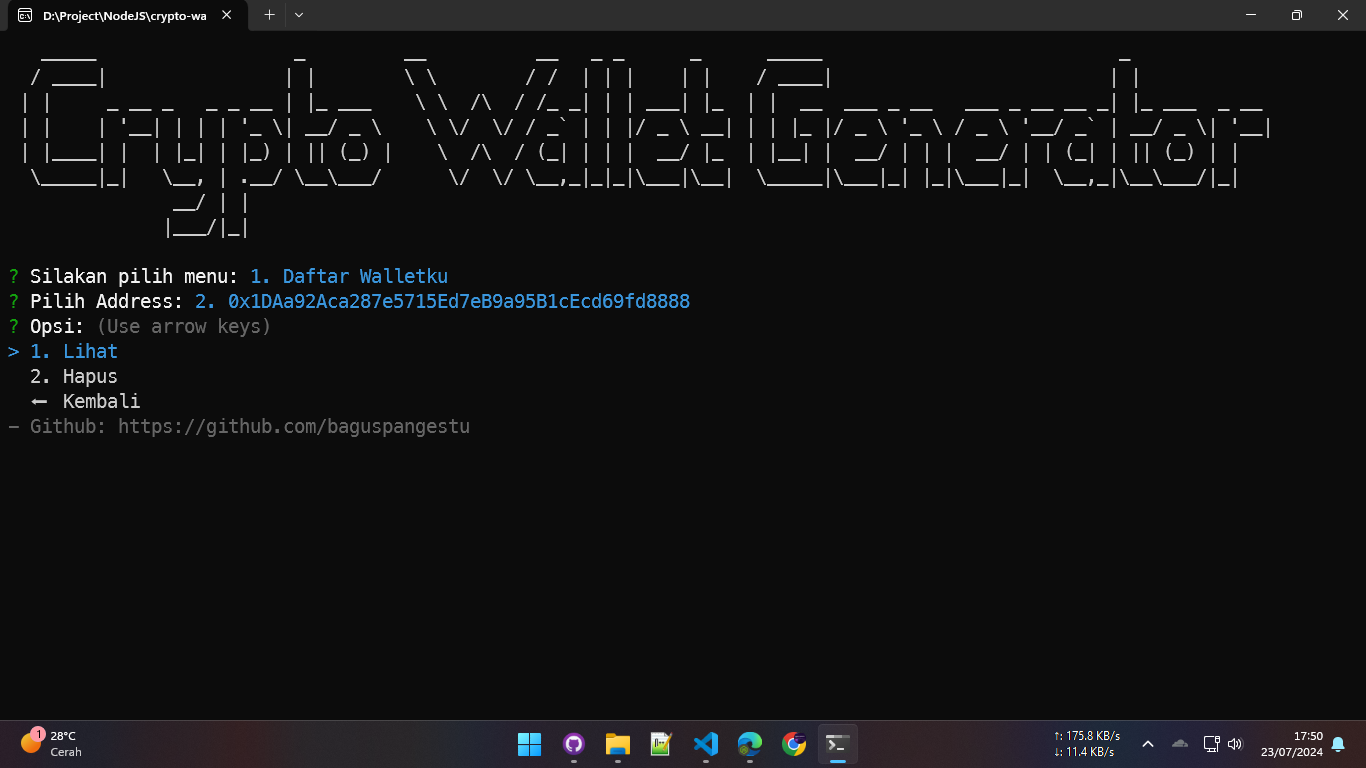 D:\Project\NodeJS\crypto-wa
Crypto Wallet Generator
? Silakan pilih menu: 1. Daftar Walletku
? Pilih Address: 2. 0x1DAa92Aca287e5715Ed7eB9a95B1cEcd69fd8888
? Opsi: (Use arrow keys)
> 1. Lihat
2. Hapus
← Kembali
– Github: https://github.com/baguspangestu
1
28°C
Cerah
↑: 175.8 KB/s
↓: 11.4 KB/s
17:50
23/07/2024